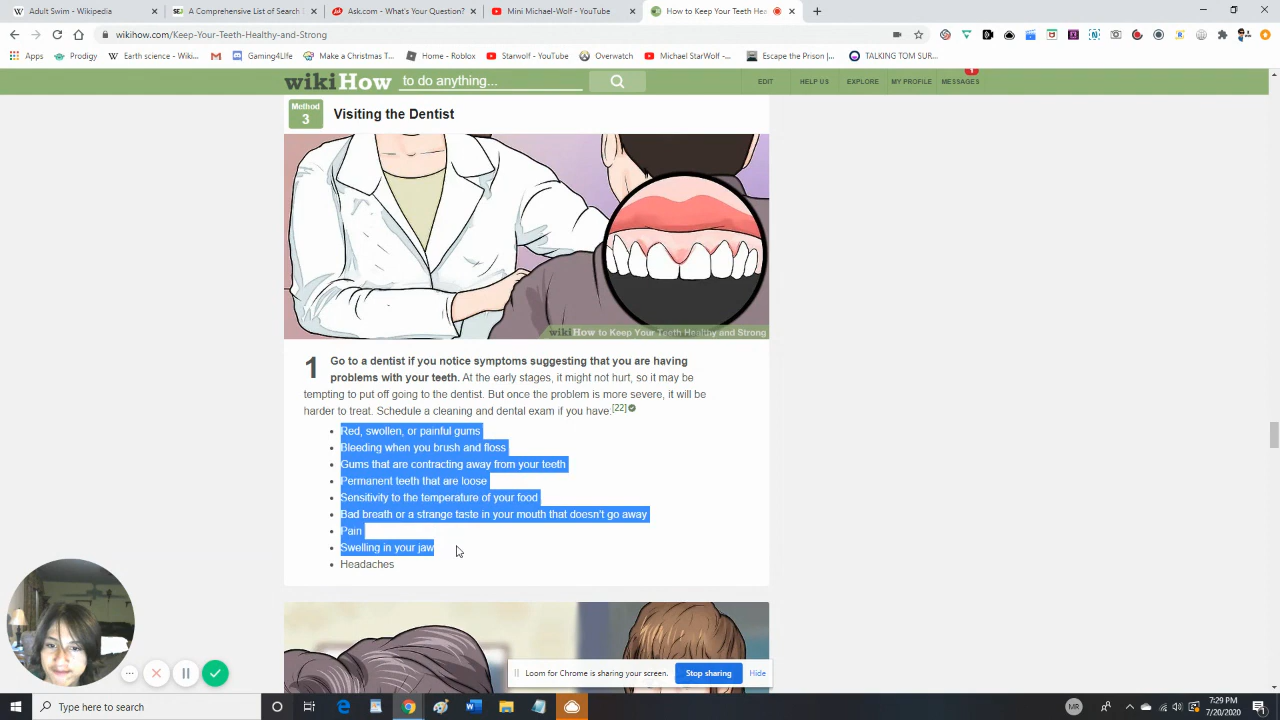 Adult Swim - Wikipedia
A Comprehensive List of Search
Ask.com - What's Your Question?
Mini Michael-Wolf - YouTube
How to Keep Your Teeth Hea
wikihow.com/Keep-Your-Teeth-Healthy-and-Strong
Apps
Prodigy
Earth science - Wiki...
Gaming4Life
Make a Christmas T...
Home - Roblox
Starwolf - YouTube
Overwatch
Michael StarWolf -...
Escape the Prison |...
TALKING TOM SUR...
wikiHow
to do anything...
EDIT
HELP US
EXPLORE
MY PROFILE
MESSAGES
1
Method
3
Visiting the Dentist
wikiHow to Keep Your Teeth Healthy and Strong
1
Go to a dentist if you notice symptoms suggesting that you are having
problems with your teeth. At the early stages, it might not hurt, so it may be
tempting to put off going to the dentist. But once the problem is more severe, it will be
harder to treat. Schedule a cleaning and dental exam if you have:[22]
Red, swollen, or painful gums
Bleeding when you brush and floss
Gums that are contracting away from your teeth
Permanent teeth that are loose
Sensitivity to the temperature of your food
Bad breath or a strange taste in your mouth that doesn't go away
Pain
Swelling in your jaw
Headaches
Loom for Chrome is sharing your screen.
Stop sharing
Hide
Type here to search
MR
7:29 PM
7/20/2020